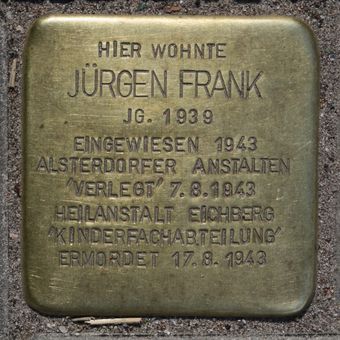 HIER WOHNTE
JÜRGEN FRANK
JG. 1939
EINGEWIESEN 1943
ALSTERDORFER ANSTALTEN
'VERLEGT' 7.8.1943
HEILANSTALT EICHBERG
'KINDERFACHABTEILUNG'
ERMORDET 17.8.1943